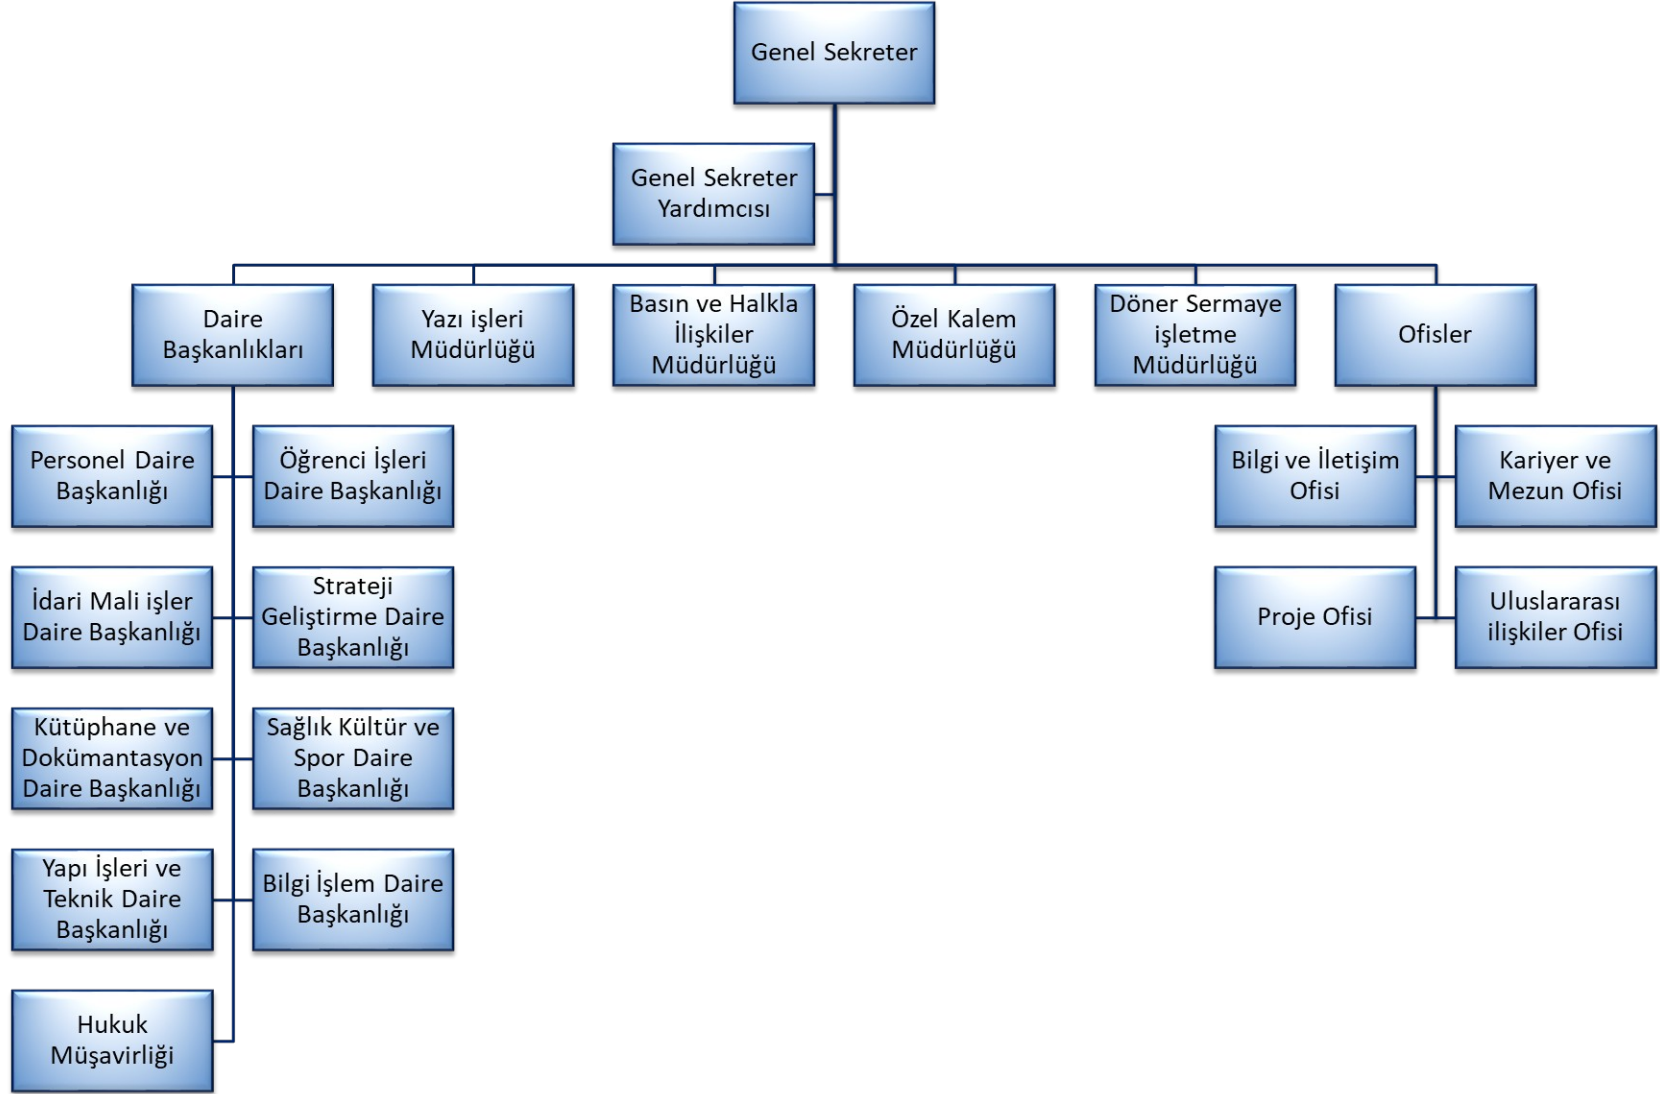 Genel Sekreter
Genel Sekreter
Yardımcısı
Daire
Başkanlıkları
Yazı işleri
Müdürlüğü
Basın ve Halkla
İlişkiler
Müdürlüğü
Özel Kalem
Müdürlüğü
Döner Sermaye
işletme
Müdürlüğü
Ofisler
Personel Daire
Başkanlığı
Öğrenci İşleri
Daire Başkanlığı
Bilgi ve İletişim
Ofisi
Kariyer ve
Mezun Ofisi
İdari Mali işler
Daire Başkanlığı
Strateji
Geliştirme Daire
Başkanlığı
Proje Ofisi
Uluslararası
ilişkiler Ofisi
Kütüphane ve
Dokümantasyon
Daire Başkanlığı
Sağlık Kültür ve
Spor Daire
Başkanlığı
Yapı İşleri ve
Teknik Daire
Başkanlığı
Bilgi İşlem Daire
Başkanlığı
Hukuk
Müşavirliği